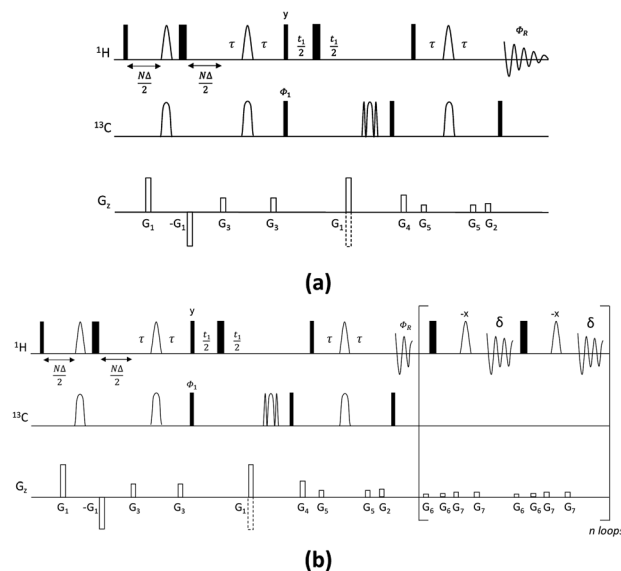 y
¹H
τ τ
t₁/2 t₁/2
τ τ
Φ_R
NΔ/2 NΔ/2
Φ₁
¹³C
G_z
G₁ -G₁ G₃ G₃ G₁ G₄ G₅ G₅ G₂
(a)
y -x δ -x δ
¹H
τ τ
t₁/2 t₁/2
τ τ
Φ_R
NΔ/2 NΔ/2
Φ₁
¹³C
G_z
G₁ -G₁ G₃ G₃ G₁ G₄ G₅ G₅ G₂ G₆ G₆ G₇ G₇ G₆ G₆ G₇ G₇
n loops
(b)